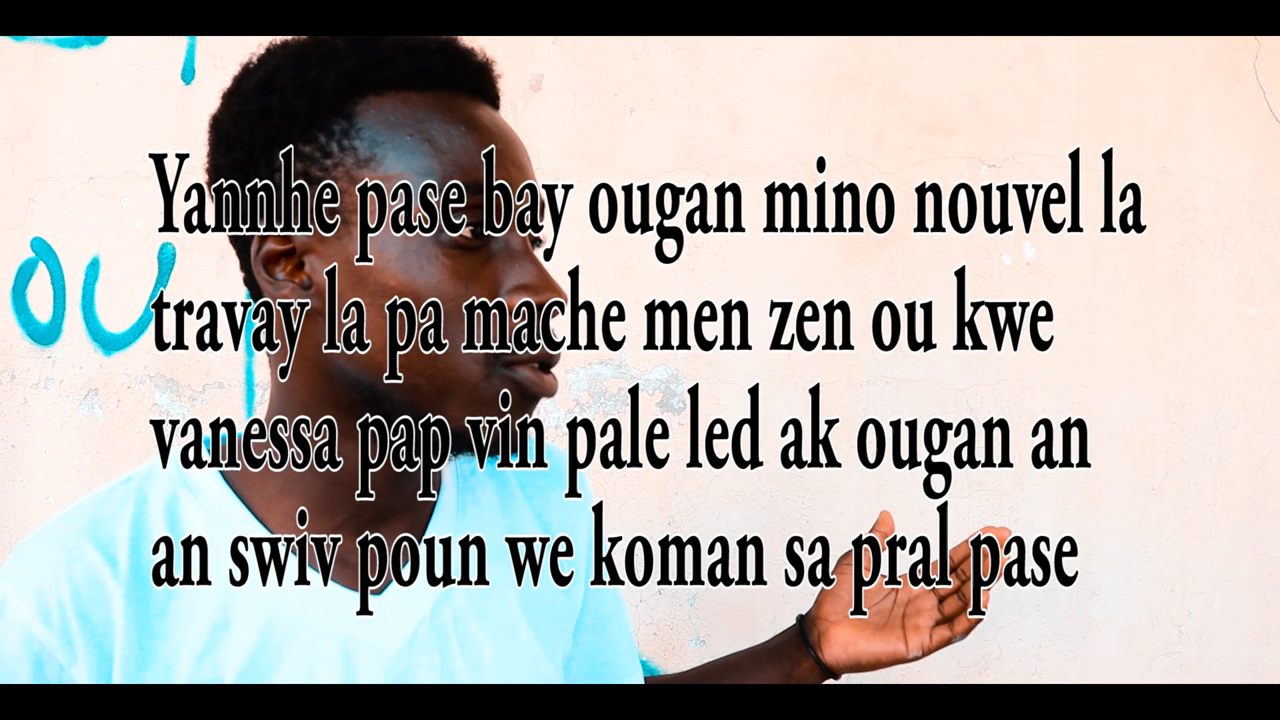 OU
Yannhe pase bay ougan mino nouvel la
travay la pa mache men zen ou kwe
vanessa pap vin pale led ak ougan an
an swiv poun we koman sa pral pase